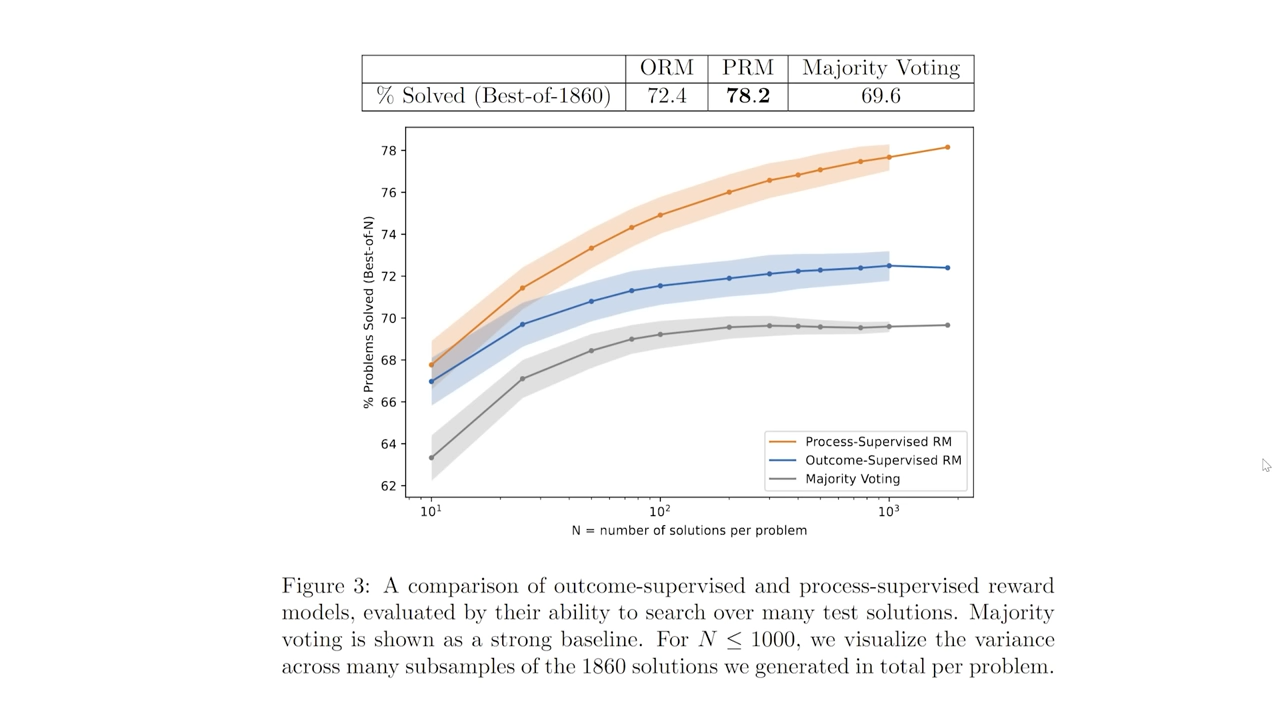 ORM PRM Majority Voting
% Solved (Best-of-1860) 72.4 78.2 69.6
78
76
74
72
70
68
66
64
62
% Problems Solved (Best-of-N)
Process-Supervised RM
Outcome-Supervised RM
Majority Voting
10¹ 10² 10³
N = number of solutions per problem
Figure 3: A comparison of outcome-supervised and process-supervised reward
models, evaluated by their ability to search over many test solutions. Majority
voting is shown as a strong baseline. For N ≤ 1000, we visualize the variance
across many subsamples of the 1860 solutions we generated in total per problem.